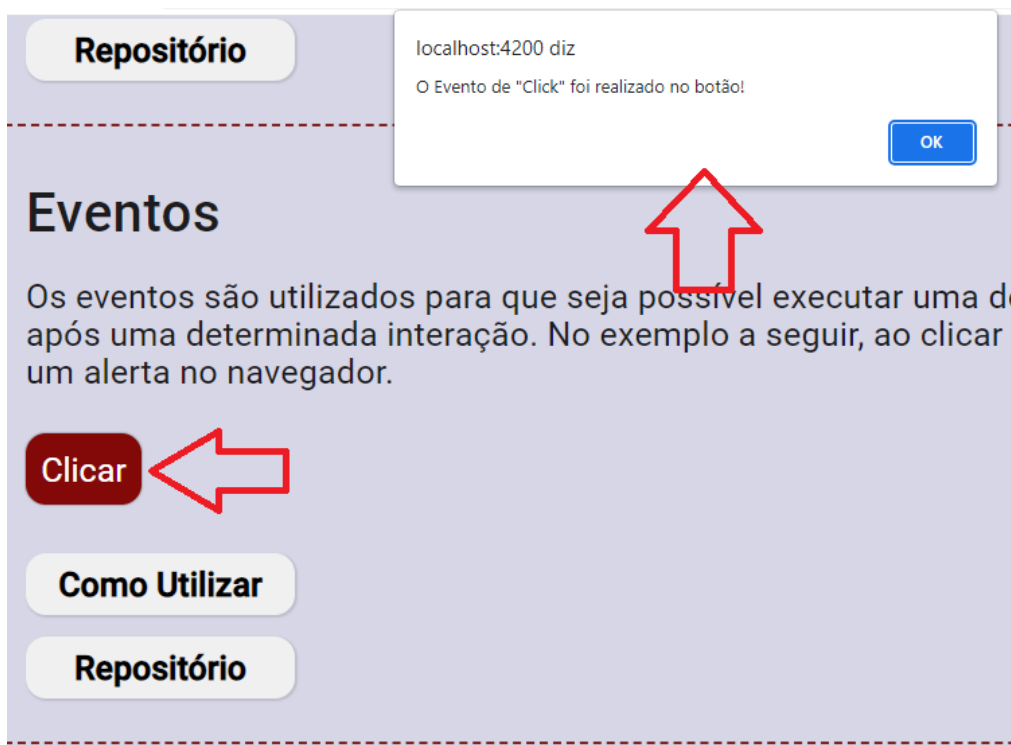 Repositório
localhost:4200 diz
O Evento de "Click" foi realizado no botão!
OK
Eventos
Os eventos são utilizados para que seja possível executar uma
após uma determinada interação. No exemplo a seguir, ao clicar
um alerta no navegador.
Clicar
Como Utilizar
Repositório